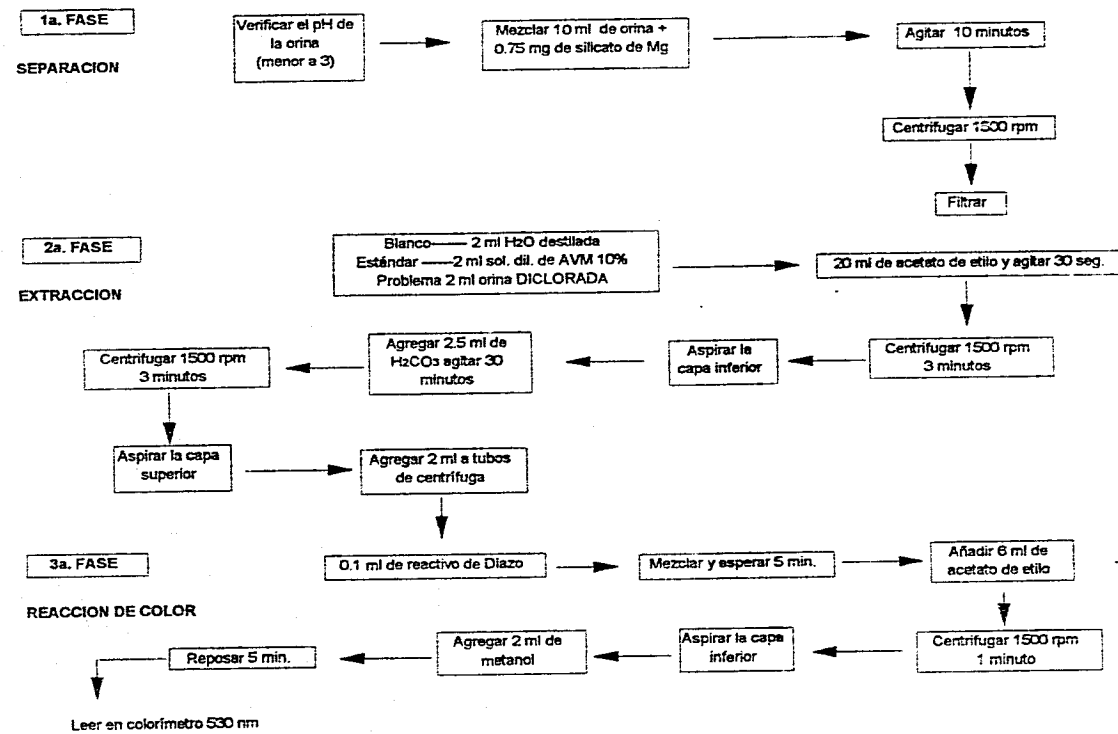 1a. FASE
SEPARACION
Verificar el pH de
la orina
(menor a 3)
Mezclar 10 ml de orina +
0.75 mg de silicato de Mg
Agitar 10 minutos
Centrifugar 1500 rpm
Filtrar
2a. FASE
EXTRACCION
Blanco------- 2 ml H2O destilada
Estándar -------2 ml sol. dil. de AVM 10%
Problema 2 ml orina DICLORADA
20 ml de acetato de etilo y agitar 30 seg.
Centrifugar 1500 rpm
3 minutos
Aspirar la
capa inferior
Agregar 2.5 ml de
H2CO3 agitar 30
minutos
Centrifugar 1500 rpm
3 minutos
Aspirar la capa
superior
Agregar 2 ml a tubos
de centrífuga
3a. FASE
REACCION DE COLOR
0.1 ml de reactivo de Diazo
Mezclar y esperar 5 min.
Añadir 6 ml de
acetato de etilo
Centrifugar 1500 rpm
1 minuto
Aspirar la capa
inferior
Agregar 2 ml de
metanol
Reposar 5 min.
Leer en colorímetro 530 nm